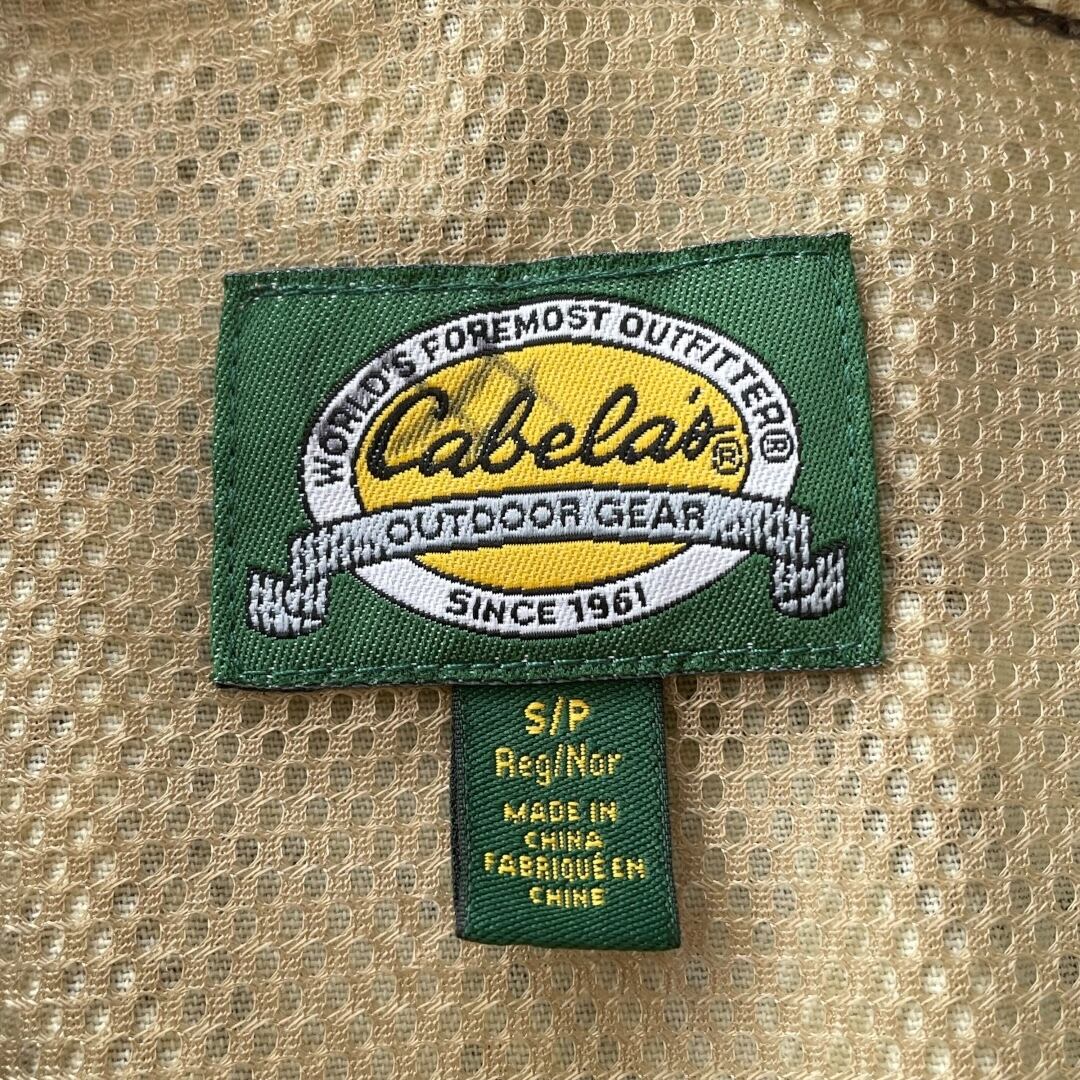 WORLD'S FOREMOST OUTFITTER®
Cabela's®
OUTDOOR GEAR
SINCE 1961
S/P
Reg/Nor
MADE IN
CHINA
FABRIQUÉ EN
CHINE